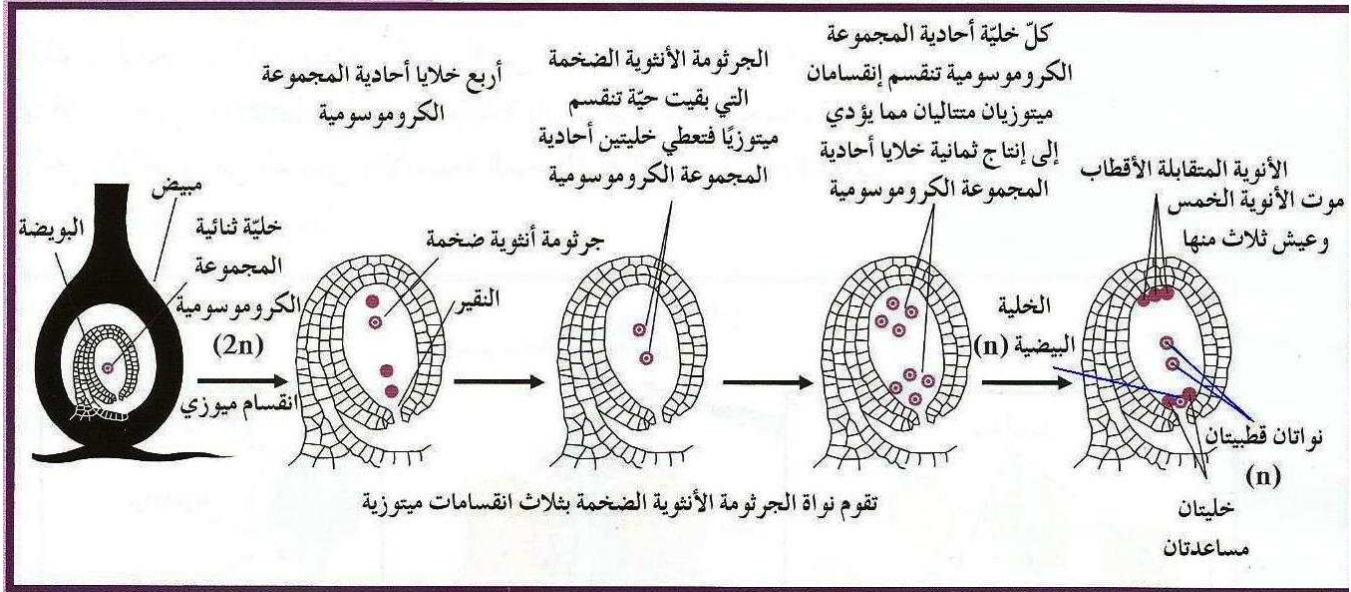 كلّ خليّة أحادية المجموعة
الكروموسومية تنقسم إنقسامان
ميتوزيان متتاليان مما يؤدي
إلى إنتاج ثمانية خلايا أحادية
المجموعة الكروموسومية
الجرثومة الأنثوية الضخمة
التي بقيت حيّة تنقسم
ميتوزيًا فتعطي خليتين أحادية
المجموعة الكروموسومية
أربع خلايا أحادية المجموعة
الكروموسومية
الأنوية المتقابلة الأقطاب
موت الأنوية الخمس
وعيش ثلاث منها
مبيض
البويضة
خليّة ثنائية
المجموعة
الكروموسومية
(2n)
انقسام ميوزي
جرثومة أنثوية ضخمة
النقير
الخلية
البيضية (n)
نواتان قطبيتان
(n)
خليتان
مساعدتان
تقوم نواة الجرثومة الأنثوية الضخمة بثلاث انقسامات ميتوزية